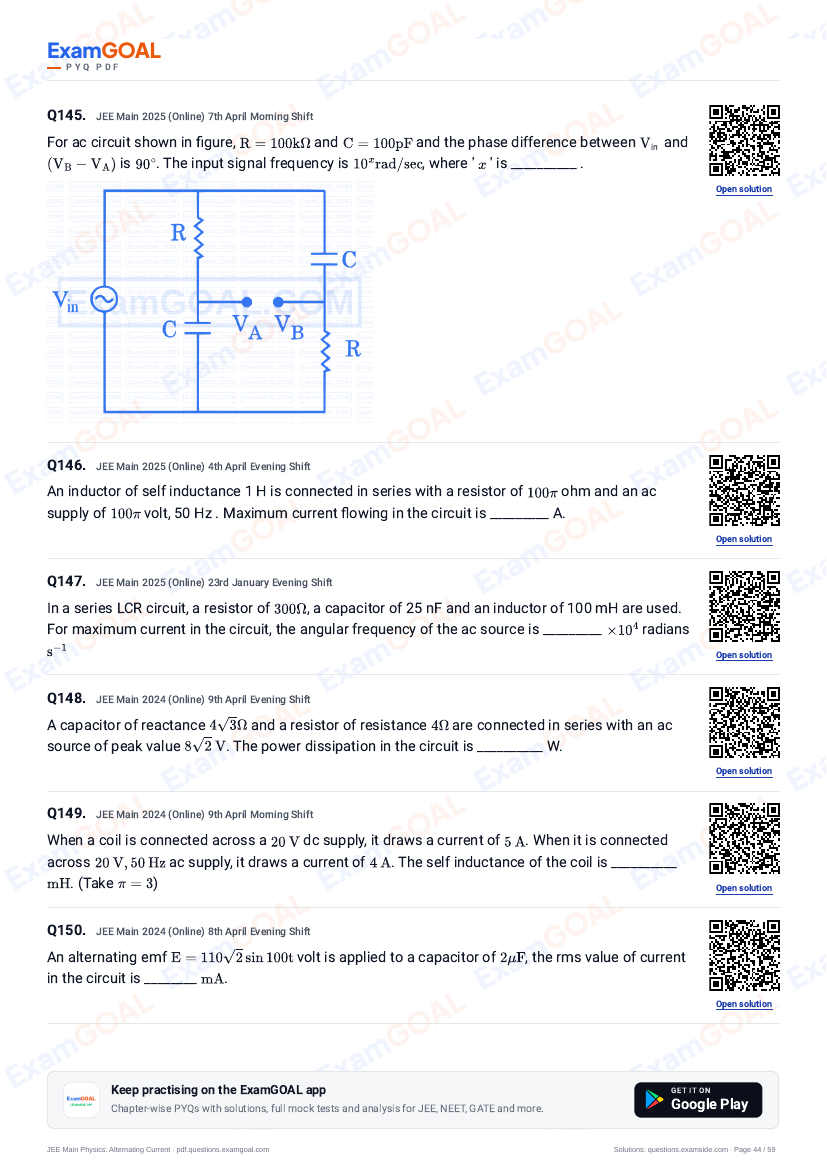 ExamGOAL
PYQ PDF
Q145. JEE Main 2025 (Online) 7th April Morning Shift
For ac circuit shown in figure, R = 100kΩ and C = 100pF and the phase difference between V_in and
(V_B − V_A) is 90°. The input signal frequency is 10^x rad/sec, where ' x ' is __________ .
Open solution
R
C
V_in
ExamGOAL.COM
C
V_A V_B
R
Q146. JEE Main 2025 (Online) 4th April Evening Shift
An inductor of self inductance 1 H is connected in series with a resistor of 100π ohm and an ac
supply of 100π volt, 50 Hz . Maximum current flowing in the circuit is _________ A.
Open solution
Q147. JEE Main 2025 (Online) 23rd January Evening Shift
In a series LCR circuit, a resistor of 300Ω, a capacitor of 25 nF and an inductor of 100 mH are used.
For maximum current in the circuit, the angular frequency of the ac source is _________ ×10^4 radians
s^−1
Open solution
Q148. JEE Main 2024 (Online) 9th April Evening Shift
A capacitor of reactance 4√3Ω and a resistor of resistance 4Ω are connected in series with an ac
source of peak value 8√2 V. The power dissipation in the circuit is __________ W.
Open solution
Q149. JEE Main 2024 (Online) 9th April Morning Shift
When a coil is connected across a 20 V dc supply, it draws a current of 5 A. When it is connected
across 20 V, 50 Hz ac supply, it draws a current of 4 A. The self inductance of the coil is __________
mH. (Take π = 3)
Open solution
Q150. JEE Main 2024 (Online) 8th April Evening Shift
An alternating emf E = 110√2 sin 100t volt is applied to a capacitor of 2μF, the rms value of current
in the circuit is ________ mA.
Open solution
ExamGOAL
Keep practising on the ExamGOAL app
Chapter-wise PYQs with solutions, full mock tests and analysis for JEE, NEET, GATE and more.
GET IT ON
Google Play
JEE Main Physics: Alternating Current · pdf.questions.examgoal.com
Solutions: questions.examside.com · Page 44 / 59